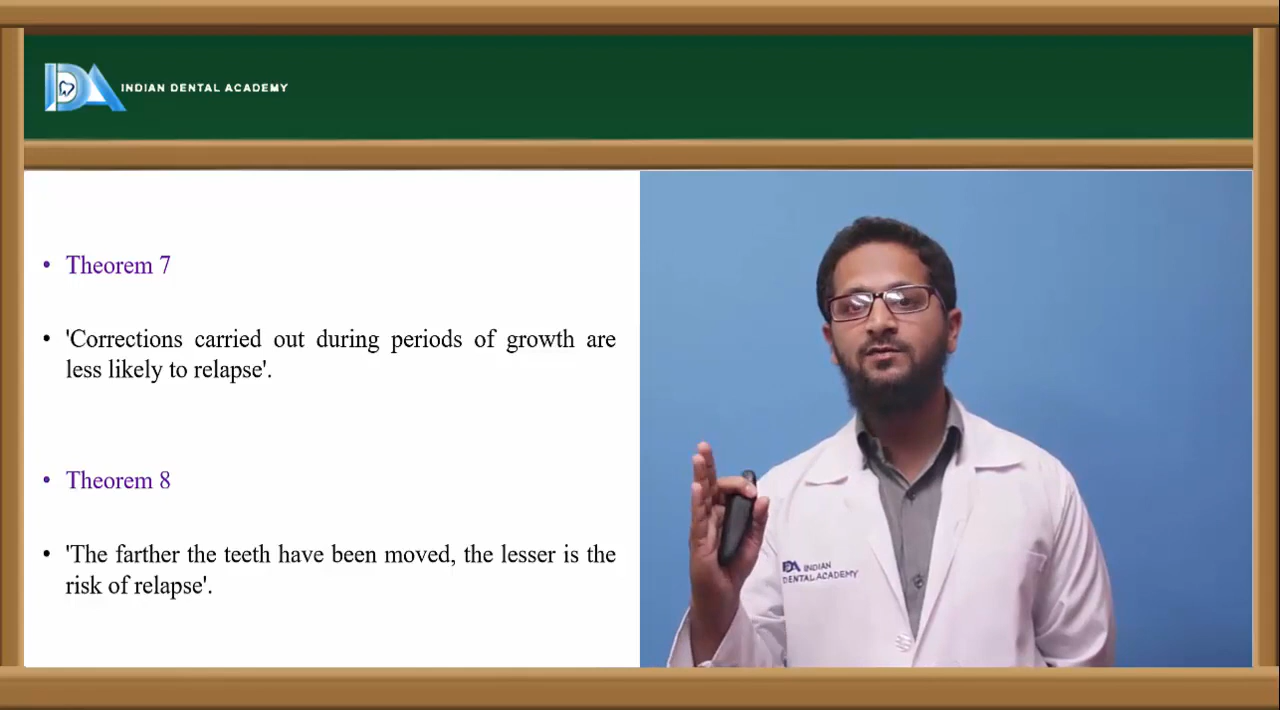 INDIAN DENTAL ACADEMY
• Theorem 7
• 'Corrections carried out during periods of growth are
less likely to relapse'.
• Theorem 8
• 'The farther the teeth have been moved, the lesser is the
risk of relapse'.
IDA INDIAN
DENTAL ACADEMY